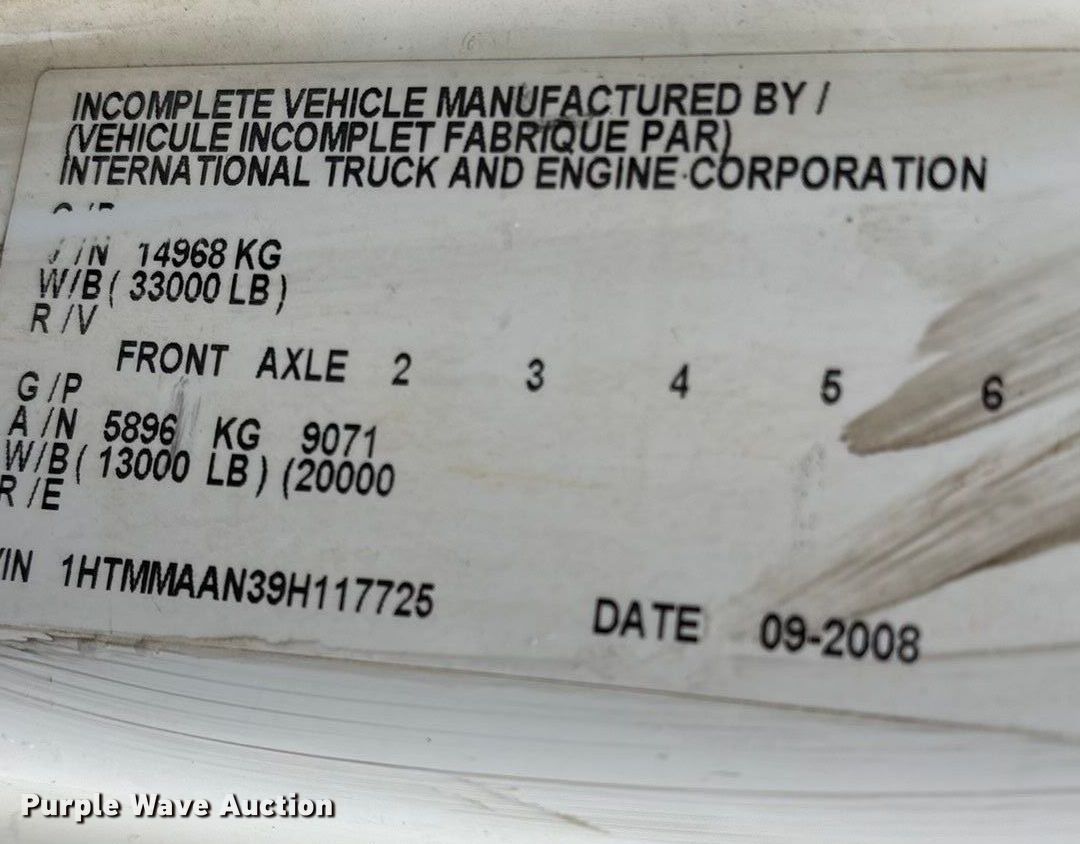 INCOMPLETE VEHICLE MANUFACTURED BY /
(VEHICULE INCOMPLET FABRIQUE PAR)
INTERNATIONAL TRUCK AND ENGINE CORPORATION
/N 14968 KG
W/B ( 33000 LB )
R /V
FRONT AXLE 2 3 4 5 6
G /P
A /N 5896 KG 9071
W/B ( 13000 LB ) (20000
R /E
VIN 1HTMMAAN39H117725
DATE 09-2008
Purple Wave Auction